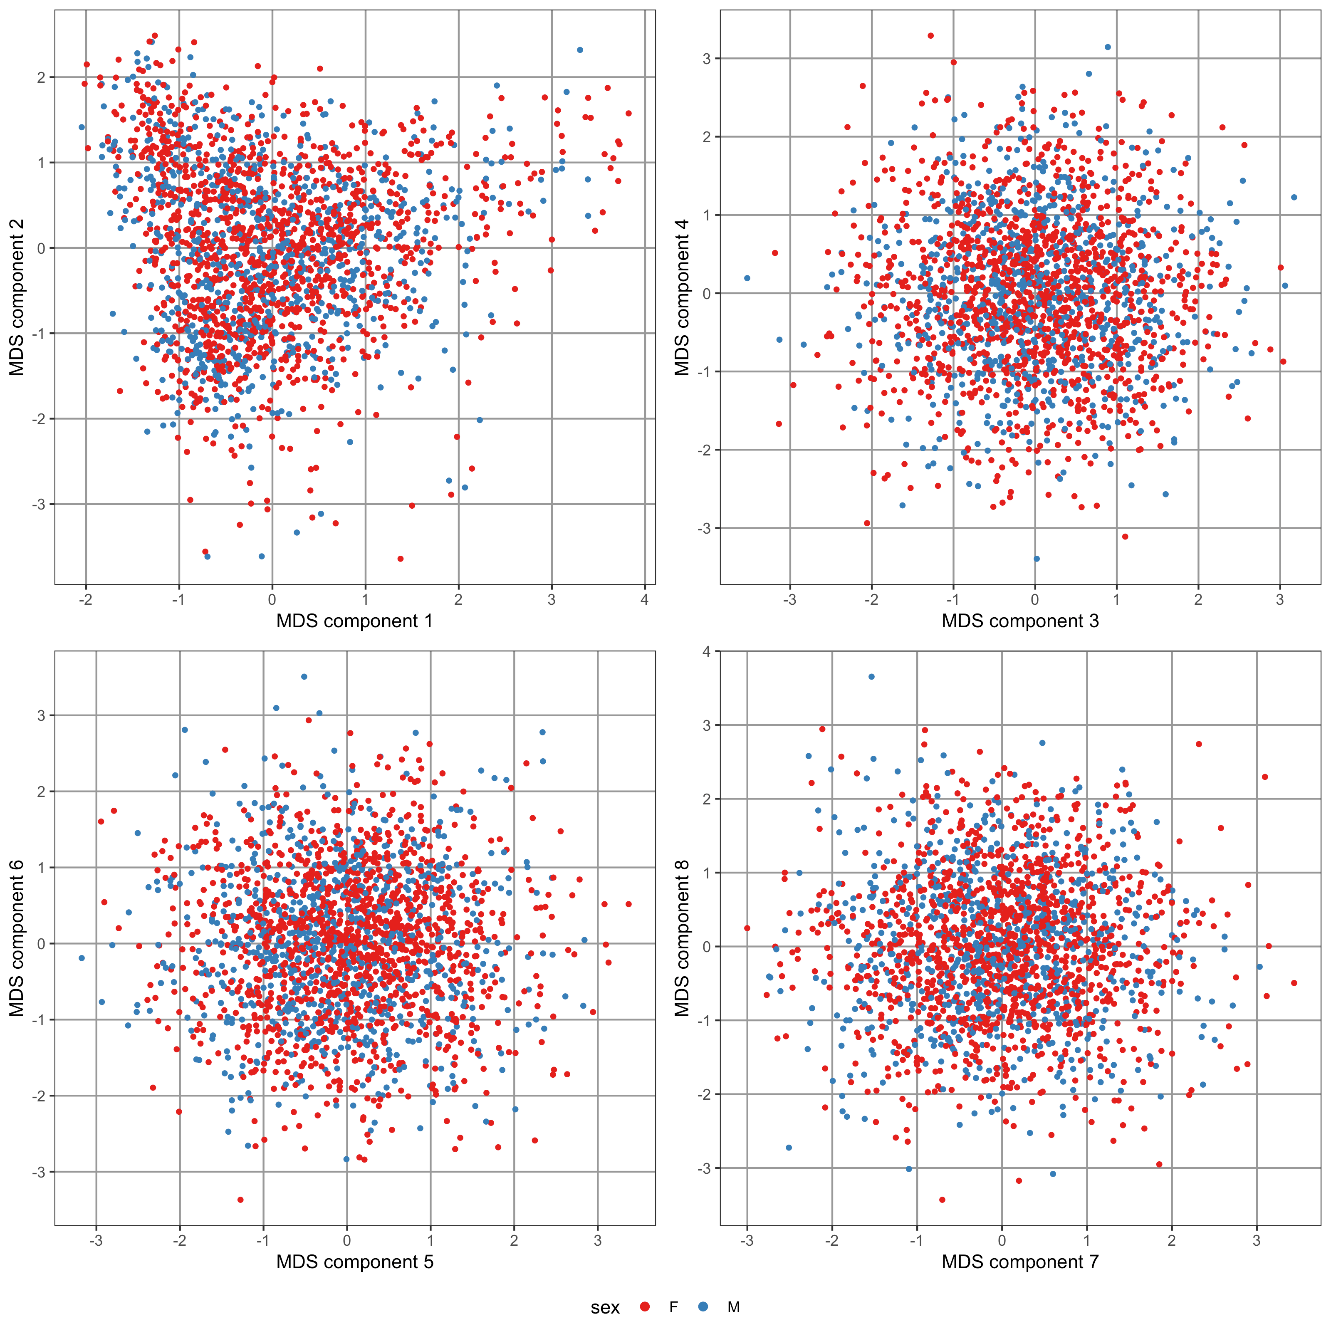 2
1
0
-1
-2
-3
MDS component 2
-2 -1 0 1 2 3 4
MDS component 1
3
2
1
0
-1
-2
-3
MDS component 4
-3 -2 -1 0 1 2 3
MDS component 3
3
2
1
0
-1
-2
-3
MDS component 6
-3 -2 -1 0 1 2 3
MDS component 5
4
3
2
1
0
-1
-2
-3
MDS component 8
-3 -2 -1 0 1 2 3
MDS component 7
sex F M